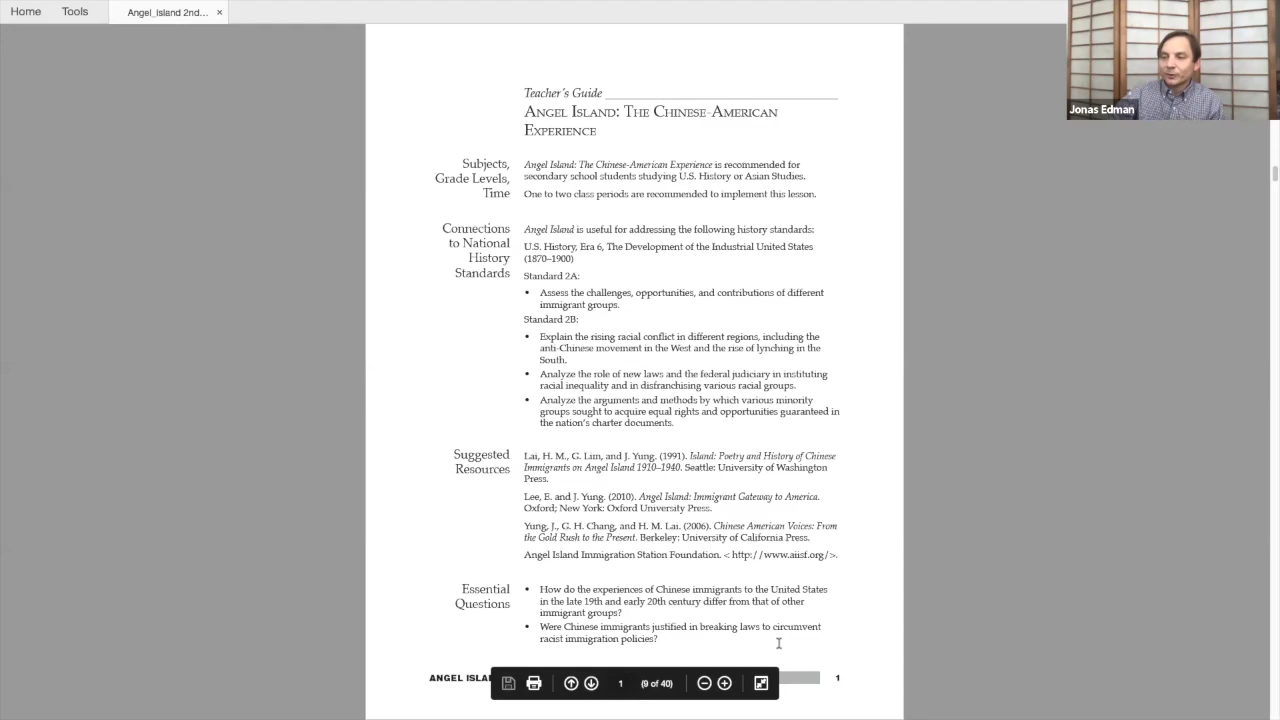 Home
Tools
Angel_Island 2nd... ×
Jonas Edman
Teacher's Guide
ANGEL ISLAND: THE CHINESE-AMERICAN
EXPERIENCE
Subjects,
Grade Levels,
Time
Angel Island: The Chinese-American Experience is recommended for
secondary school students studying U.S. History or Asian Studies.
One to two class periods are recommended to implement this lesson.
Connections
to National
History
Standards
Angel Island is useful for addressing the following history standards:
U.S. History, Era 6, The Development of the Industrial United States
(1870–1900)
Standard 2A:
• Assess the challenges, opportunities, and contributions of different
immigrant groups.
Standard 2B:
• Explain the rising racial conflict in different regions, including the
anti-Chinese movement in the West and the rise of lynching in the
South.
• Analyze the role of new laws and the federal judiciary in instituting
racial inequality and in disfranchising various racial groups.
• Analyze the arguments and methods by which various minority
groups sought to acquire equal rights and opportunities guaranteed in
the nation's charter documents.
Suggested
Resources
Lai, H. M., G. Lim, and J. Yung. (1991). Island: Poetry and History of Chinese
Immigrants on Angel Island 1910–1940. Seattle: University of Washington
Press.
Lee, E. and J. Yung. (2010). Angel Island: Immigrant Gateway to America.
Oxford; New York: Oxford University Press.
Yung, J., G. H. Chang, and H. M. Lai. (2006). Chinese American Voices: From
the Gold Rush to the Present. Berkeley: University of California Press.
Angel Island Immigration Station Foundation. < http://www.aiisf.org/>.
Essential
Questions
• How do the experiences of Chinese immigrants to the United States
in the late 19th and early 20th century differ from that of other
immigrant groups?
• Were Chinese immigrants justified in breaking laws to circumvent
racist immigration policies?
ANGEL ISLA
1
1 (9 of 40)